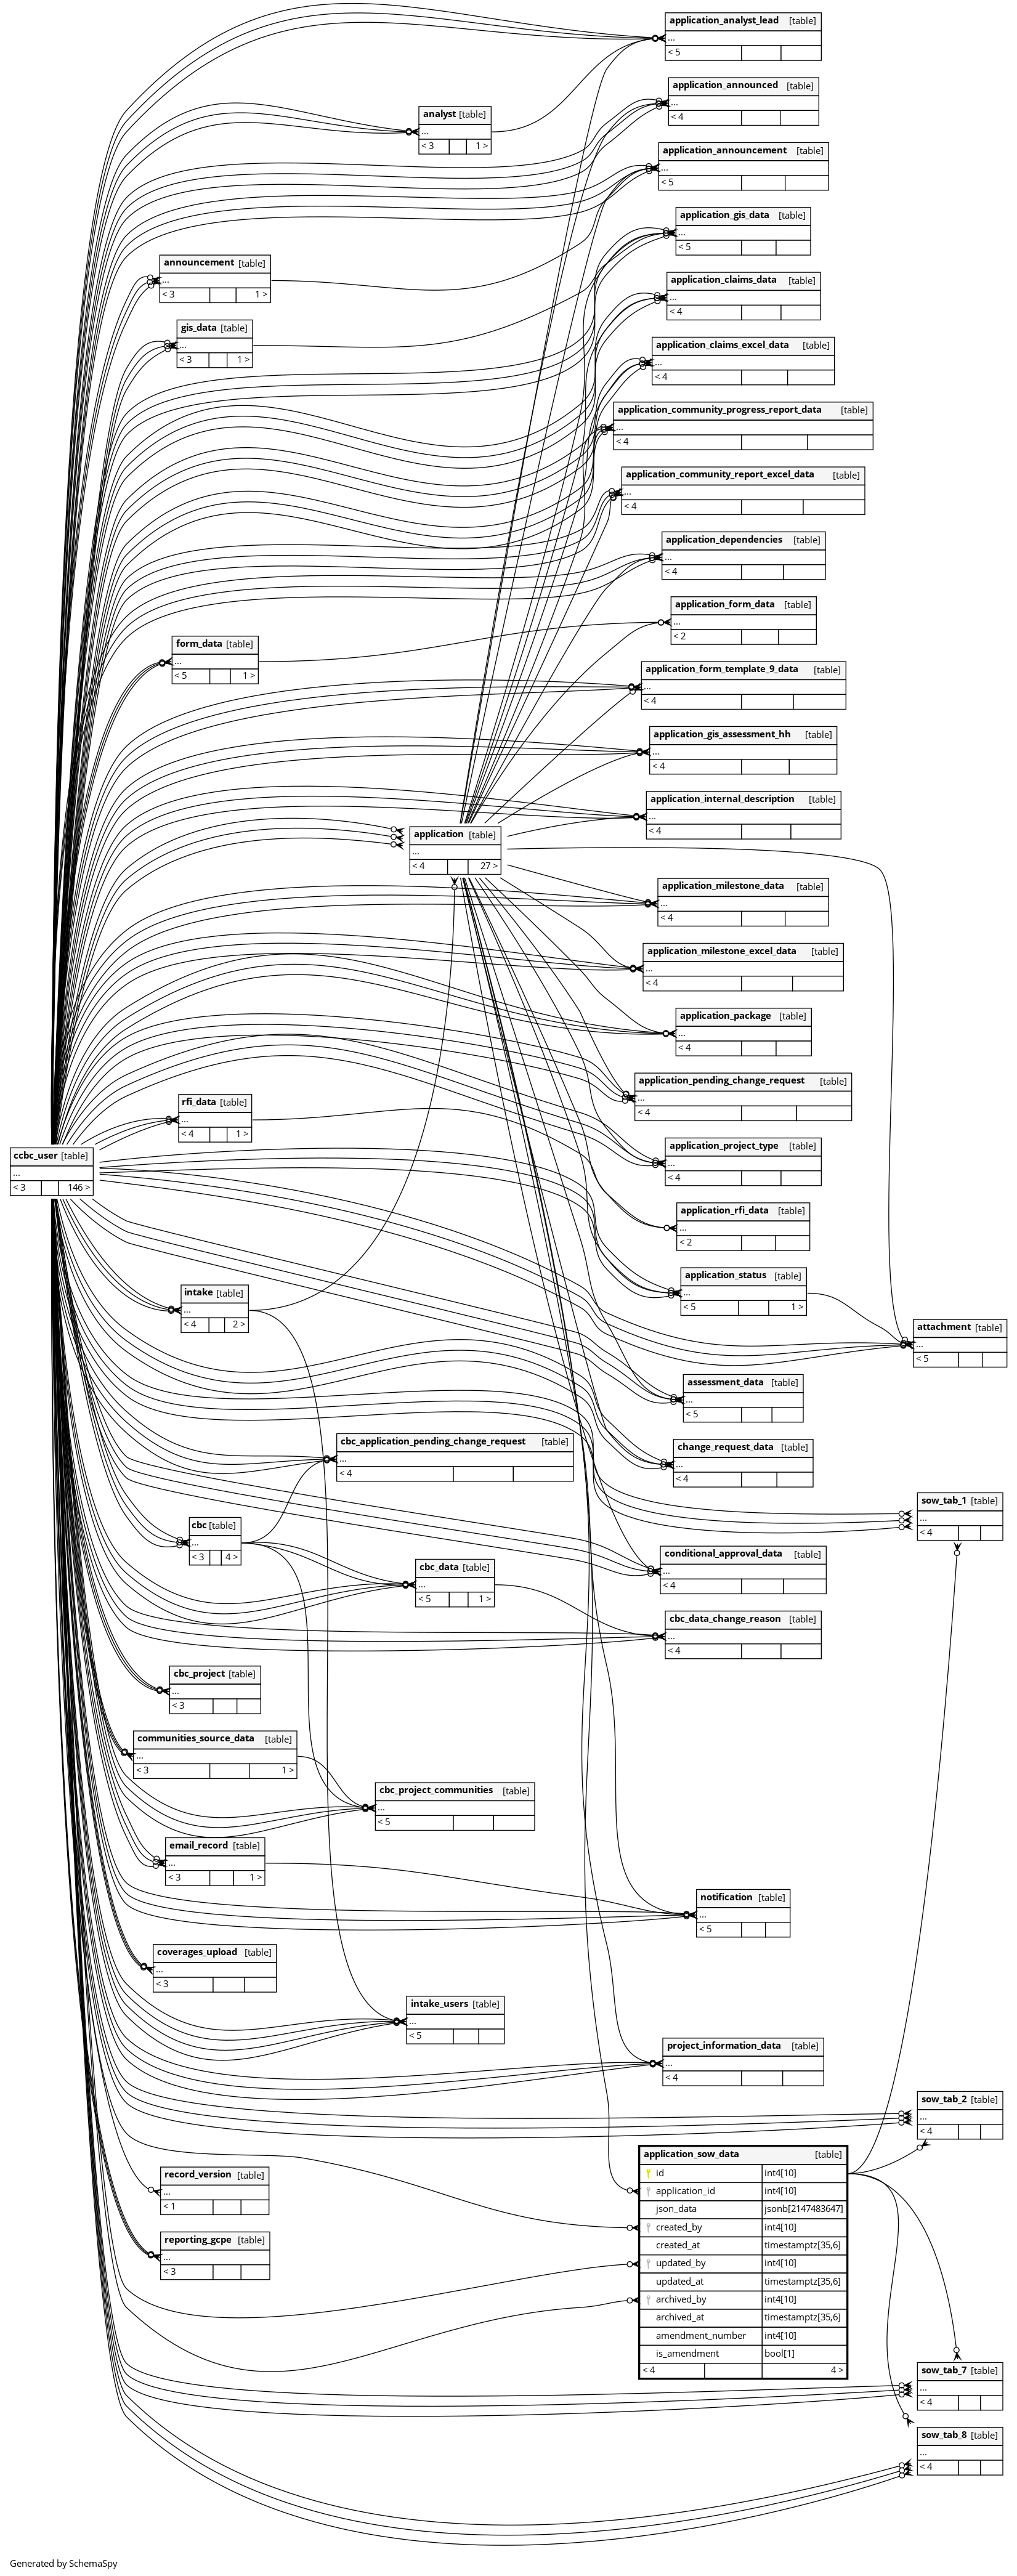 application_analyst_lead [table]
...
< 5
application_announced [table]
...
< 4
analyst [table]
...
< 3 1 >
application_announcement [table]
...
< 5
application_gis_data [table]
...
< 5
announcement [table]
...
< 3 1 >
application_claims_data [table]
...
< 4
gis_data [table]
...
< 3 1 >
application_claims_excel_data [table]
...
< 4
application_community_progress_report_data [table]
...
< 4
application_community_report_excel_data [table]
...
< 4
application_dependencies [table]
...
< 4
application_form_data [table]
...
< 2
form_data [table]
...
< 5 1 >
application_form_template_9_data [table]
...
< 4
application_gis_assessment_hh [table]
...
< 4
application_internal_description [table]
...
< 4
application [table]
...
< 4 27 >
application_milestone_data [table]
...
< 4
application_milestone_excel_data [table]
...
< 4
application_package [table]
...
< 4
application_pending_change_request [table]
...
< 4
rfi_data [table]
...
< 4 1 >
application_project_type [table]
...
< 4
ccbc_user [table]
...
< 3 146 >
application_rfi_data [table]
...
< 2
application_status [table]
...
< 5 1 >
intake [table]
...
< 4 2 >
attachment [table]
...
< 5
assessment_data [table]
...
< 5
cbc_application_pending_change_request [table]
...
< 4
change_request_data [table]
...
< 4
sow_tab_1 [table]
...
< 4
cbc [table]
...
< 3 4 >
conditional_approval_data [table]
...
< 4
cbc_data [table]
...
< 5 1 >
cbc_data_change_reason [table]
...
< 4
cbc_project [table]
...
< 3
communities_source_data [table]
...
< 3 1 >
cbc_project_communities [table]
...
< 5
email_record [table]
...
< 3 1 >
notification [table]
...
< 5
coverages_upload [table]
...
< 3
intake_users [table]
...
< 5
project_information_data [table]
...
< 4
sow_tab_2 [table]
...
< 4
application_sow_data [table]
id int4[10]
application_id int4[10]
json_data jsonb[2147483647]
created_by int4[10]
created_at timestamptz[35,6]
updated_by int4[10]
updated_at timestamptz[35,6]
archived_by int4[10]
archived_at timestamptz[35,6]
amendment_number int4[10]
is_amendment bool[1]
< 4 4 >
record_version [table]
...
< 1
reporting_gcpe [table]
...
< 3
sow_tab_7 [table]
...
< 4
sow_tab_8 [table]
...
< 4
Generated by SchemaSpy